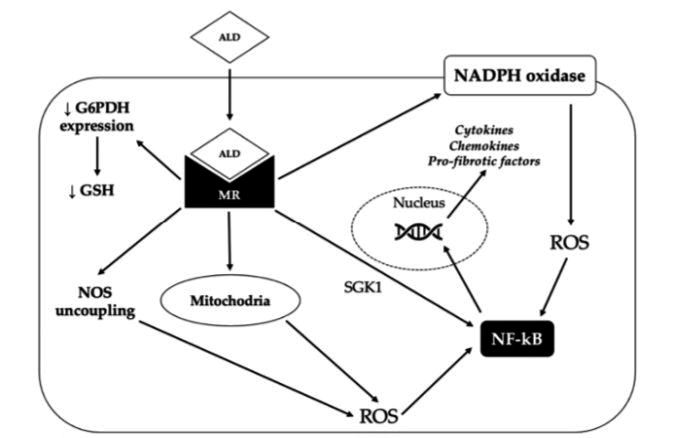 ALD
NADPH oxidase
↓ G6PDH
expression
Cytokines
Chemokines
Pro-fibrotic factors
ALD
↓ GSH
MR
Nucleus
ROS
NOS
uncoupling
Mitochodria
SGK1
NF-kB
ROS